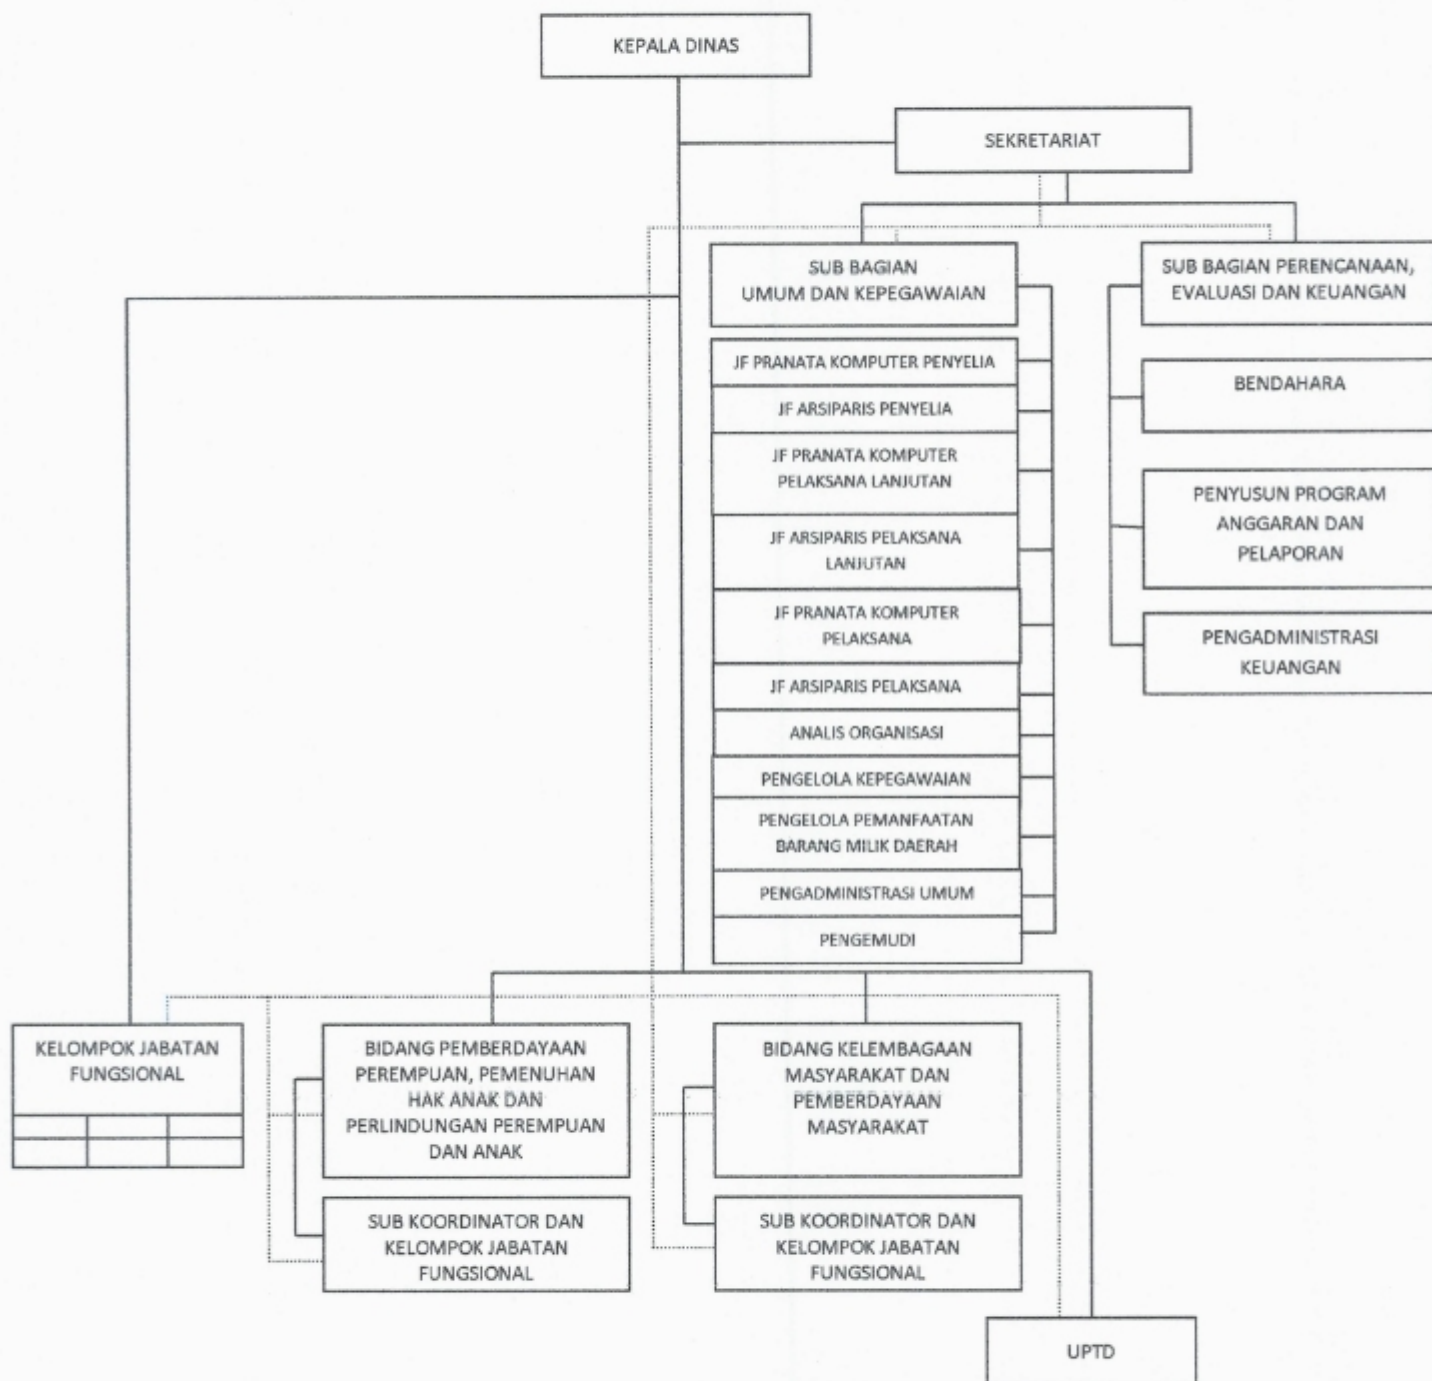 KEPALA DINAS
SEKRETARIAT
SUB BAGIAN
UMUM DAN KEPEGAWAIAN
SUB BAGIAN PERENCANAAN,
EVALUASI DAN KEUANGAN
JF PRANATA KOMPUTER PENYELIA
JF ARSIPARIS PENYELIA
JF PRANATA KOMPUTER
PELAKSANA LANJUTAN
JF ARSIPARIS PELAKSANA
LANJUTAN
JF PRANATA KOMPUTER
PELAKSANA
JF ARSIPARIS PELAKSANA
ANALIS ORGANISASI
PENGELOLA KEPEGAWAIAN
PENGELOLA PEMANFAATAN
BARANG MILIK DAERAH
PENGADMINISTRASI UMUM
PENGEMUDI
BENDAHARA
PENYUSUN PROGRAM
ANGGARAN DAN
PELAPORAN
PENGADMINISTRASI
KEUANGAN
KELOMPOK JABATAN
FUNGSIONAL
BIDANG PEMBERDAYAAN
PEREMPUAN, PEMENUHAN
HAK ANAK DAN
PERLINDUNGAN PEREMPUAN
DAN ANAK
SUB KOORDINATOR DAN
KELOMPOK JABATAN
FUNGSIONAL
BIDANG KELEMBAGAAN
MASYARAKAT DAN
PEMBERDAYAAN
MASYARAKAT
SUB KOORDINATOR DAN
KELOMPOK JABATAN
FUNGSIONAL
UPTD